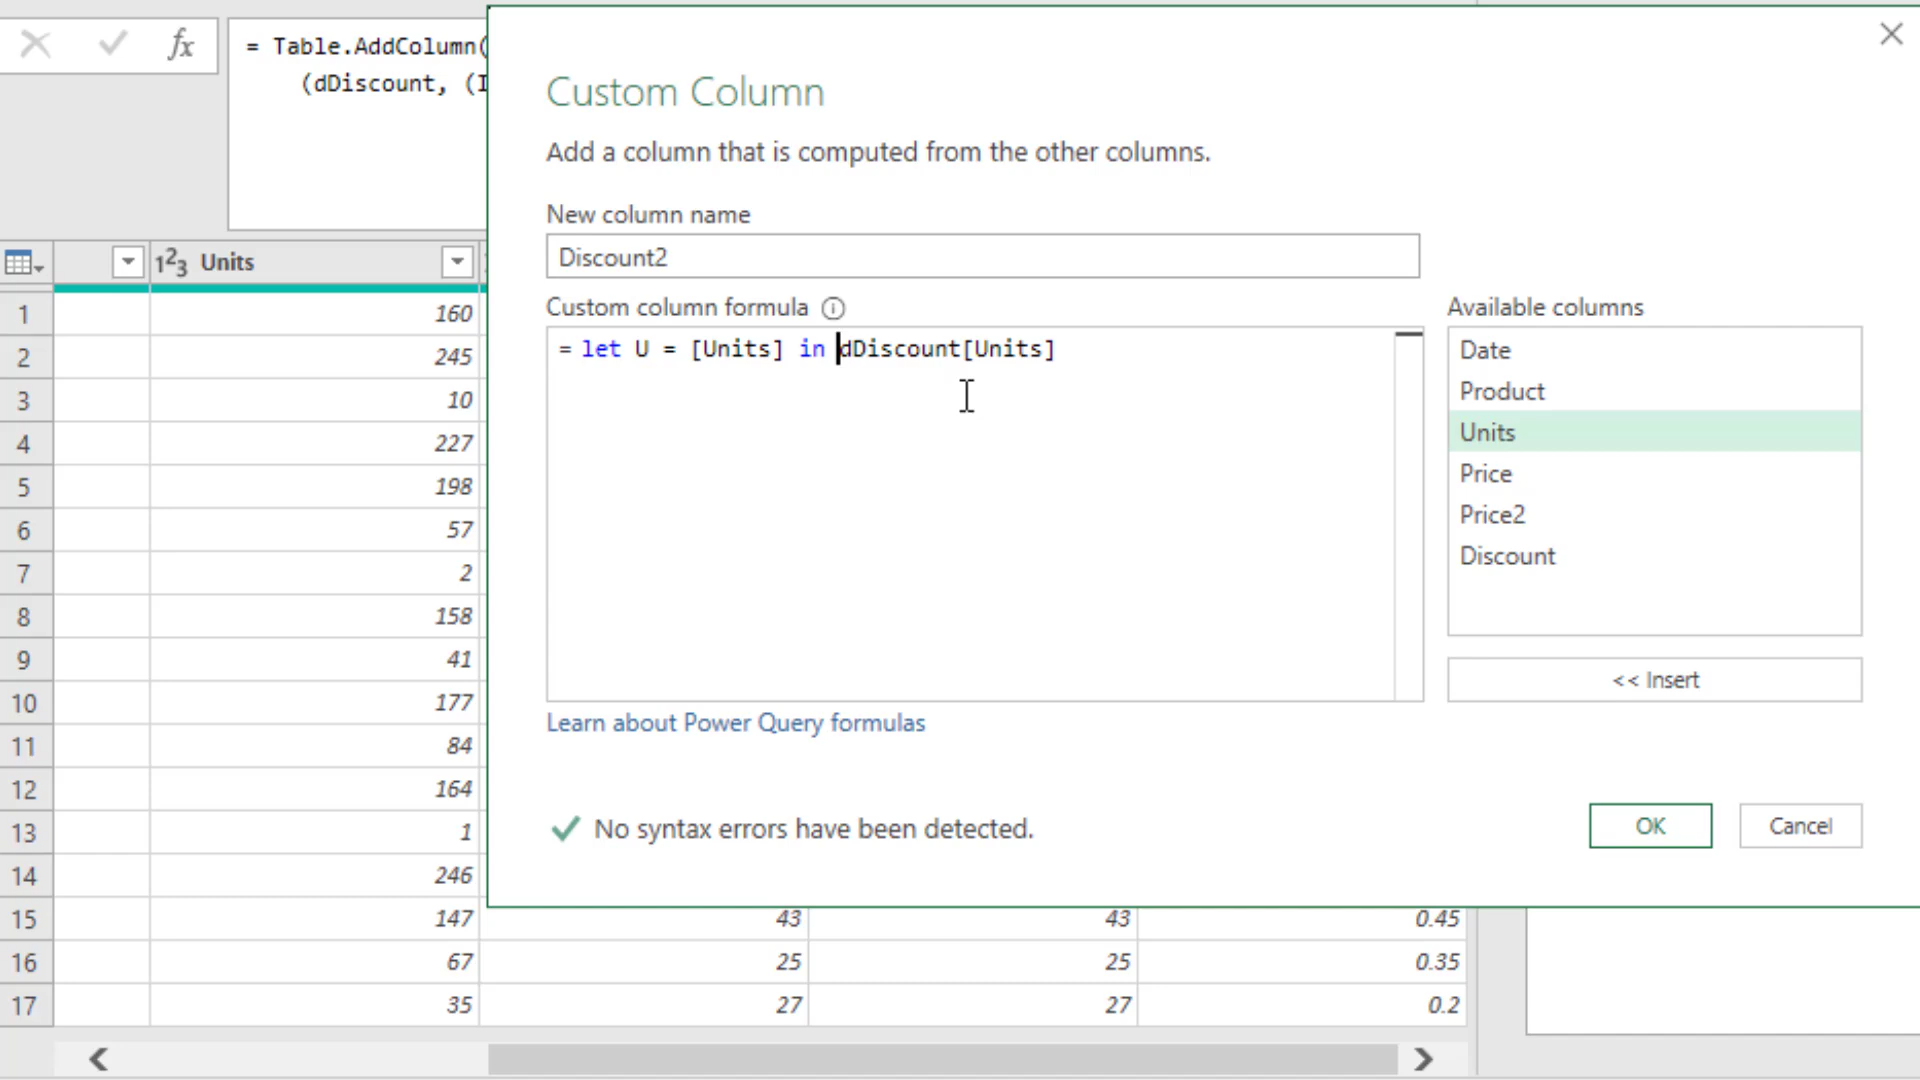 fx
= Table.AddColumn(
(dDiscount, (I
Custom Column
Add a column that is computed from the other columns.
New column name
Discount2
Custom column formula
= let U = [Units] in dDiscount[Units]
Available columns
Date
Product
Units
Price
Price2
Discount
<< Insert
Learn about Power Query formulas
No syntax errors have been detected.
OK
Cancel
123 Units
1 160
2 245
3 10
4 227
5 198
6 57
7 2
8 158
9 41
10 177
11 84
12 164
13 1
14 246
15 147 43 43 0.45
16 67 25 25 0.35
17 35 27 27 0.2